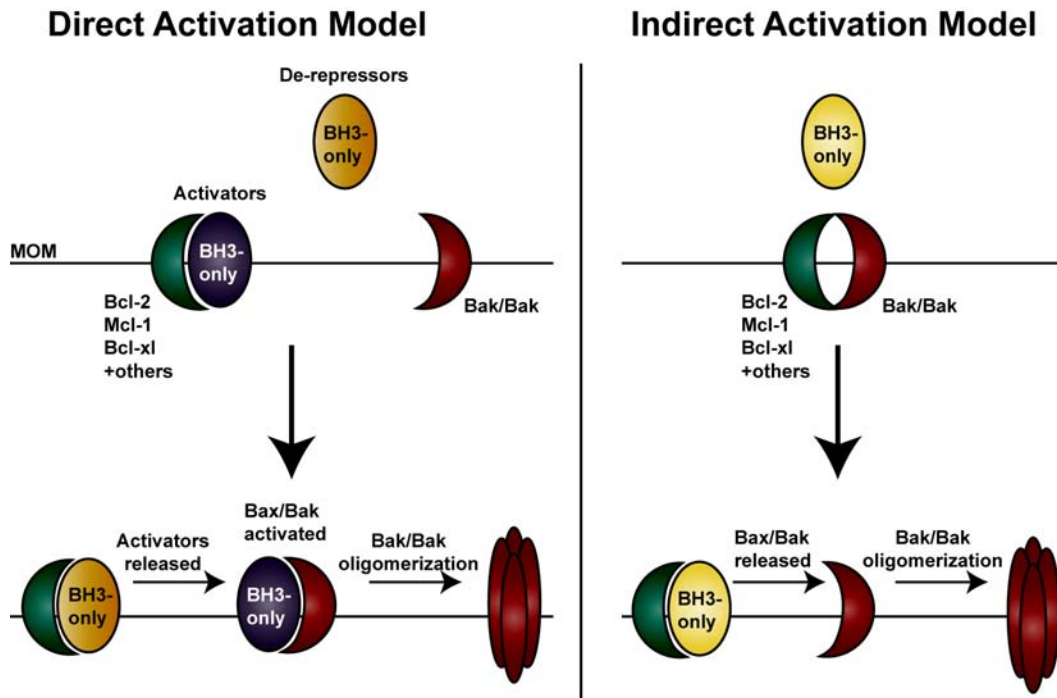 Direct Activation Model
De-repressors
BH3-
only
Activators
BH3-
only
MOM
Bcl-2
Mcl-1
Bcl-xl
+others
Bak/Bak
Activators
released
Bax/Bak
activated
Bak/Bak
oligomerization
BH3-
only
BH3-
only
Indirect Activation Model
BH3-
only
Bcl-2
Mcl-1
Bcl-xl
+others
Bak/Bak
Bax/Bak
released
Bak/Bak
oligomerization
BH3-
only